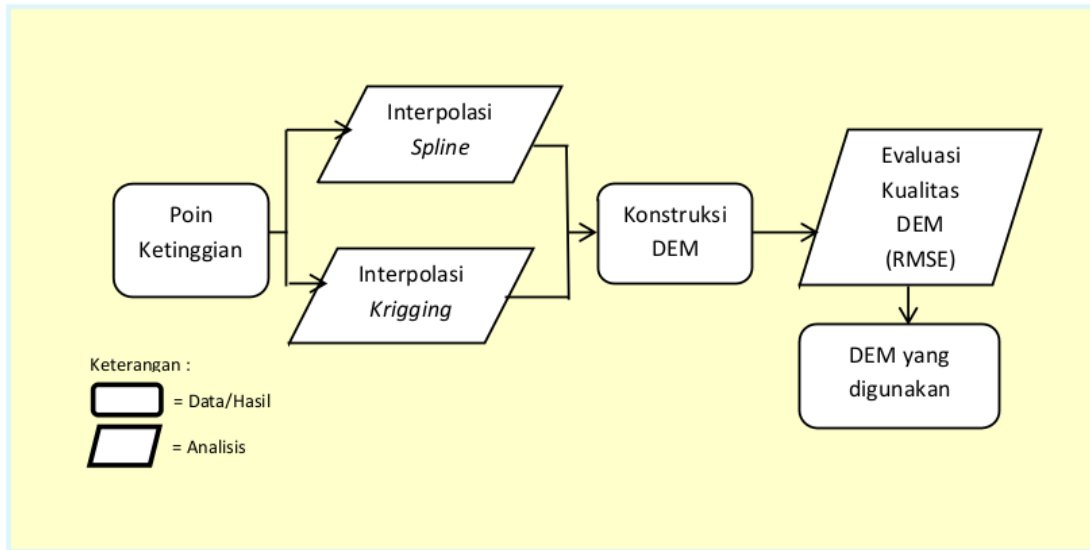 Poin
Ketinggian
Interpolasi
Spline
Interpolasi
Krigging
Konstruksi
DEM
Evaluasi
Kualitas
DEM
(RMSE)
DEM yang
digunakan
Keterangan :
= Data/Hasil
= Analisis